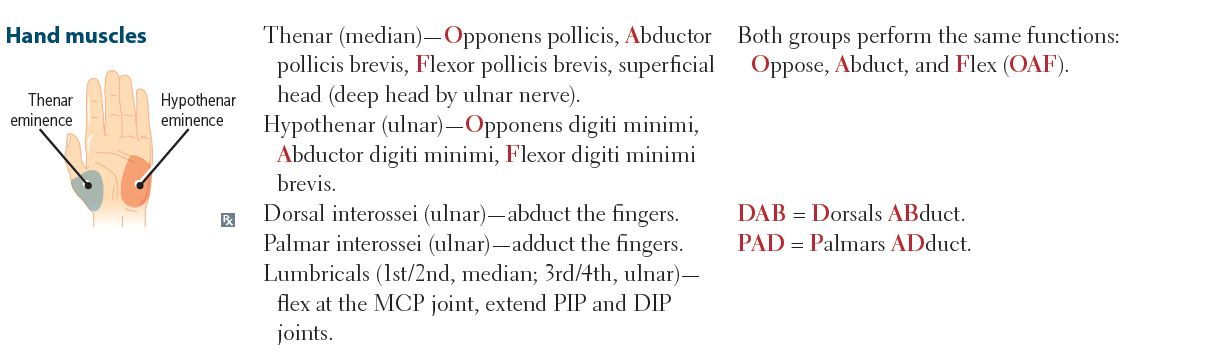 Hand muscles
Thenar
eminence
Hypothenar
eminence
Rx
Thenar (median)—Opponens pollicis, Abductor
pollicis brevis, Flexor pollicis brevis, superficial
head (deep head by ulnar nerve).
Hypothenar (ulnar)—Opponens digiti minimi,
Abductor digiti minimi, Flexor digiti minimi
brevis.
Dorsal interossei (ulnar)—abduct the fingers.
Palmar interossei (ulnar)—adduct the fingers.
Lumbricals (1st/2nd, median; 3rd/4th, ulnar)—
flex at the MCP joint, extend PIP and DIP
joints.
Both groups perform the same functions:
Oppose, Abduct, and Flex (OAF).
DAB = Dorsals ABduct.
PAD = Palmars ADduct.